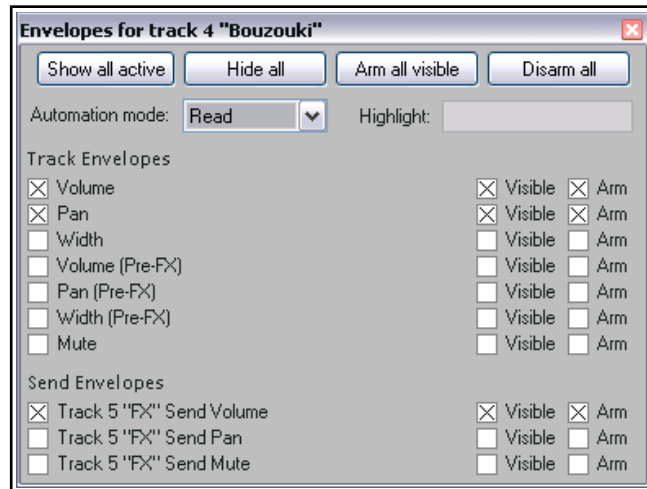 Envelopes for track 4 "Bouzouki"
Show all active Hide all Arm all visible Disarm all
Automation mode: Read Highlight:
Track Envelopes
Volume Visible Arm
Pan Visible Arm
Width Visible Arm
Volume (Pre-FX) Visible Arm
Pan (Pre-FX) Visible Arm
Width (Pre-FX) Visible Arm
Mute Visible Arm
Send Envelopes
Track 5 "FX" Send Volume Visible Arm
Track 5 "FX" Send Pan Visible Arm
Track 5 "FX" Send Mute Visible Arm